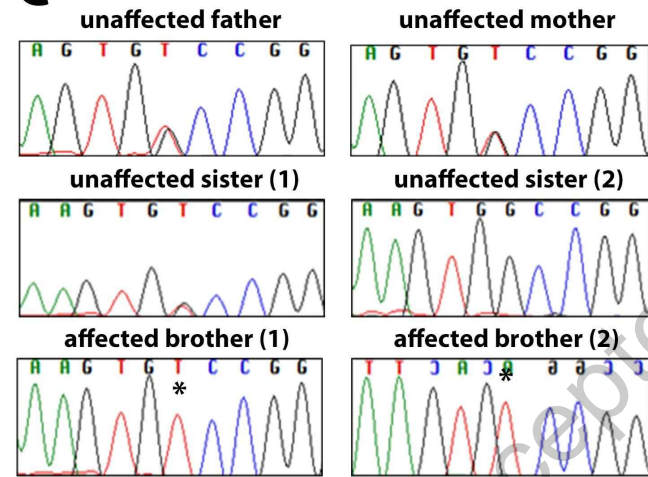 unaffected father
unaffected mother
A G T G T C C G G
A G T G T C C G G
unaffected sister (1)
unaffected sister (2)
A A G T G T C C G G
A A G T G G C C G G
affected brother (1)
affected brother (2)
A A G T G T C C G G
T T C A C A G G C C
*
*